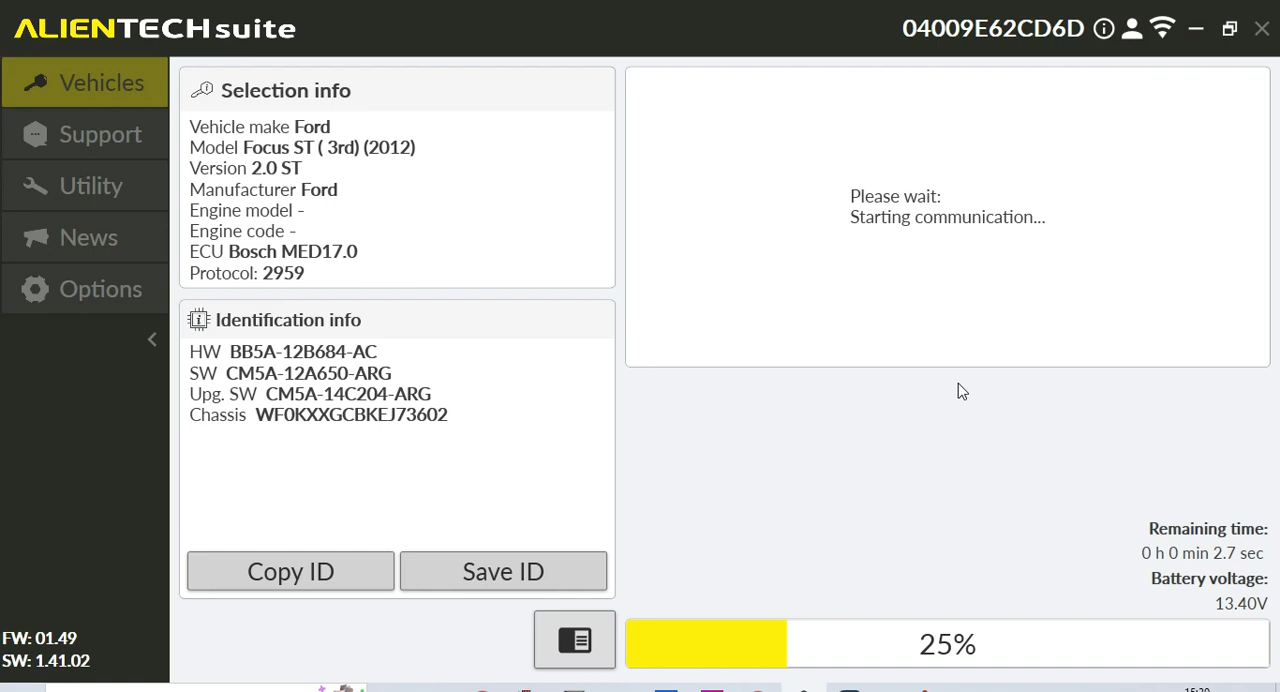 ALIENTECH suite
04009E62CD6D
Vehicles
Support
Utility
News
Options
FW: 01.49
SW: 1.41.02
Selection info
Vehicle make Ford
Model Focus ST ( 3rd) (2012)
Version 2.0 ST
Manufacturer Ford
Engine model -
Engine code -
ECU Bosch MED17.0
Protocol: 2959
Identification info
HW BB5A-12B684-AC
SW CM5A-12A650-ARG
Upg. SW CM5A-14C204-ARG
Chassis WF0KXXGCBKEJ73602
Copy ID
Save ID
Please wait:
Starting communication...
Remaining time:
0 h 0 min 2.7 sec
Battery voltage:
13.40V
25%